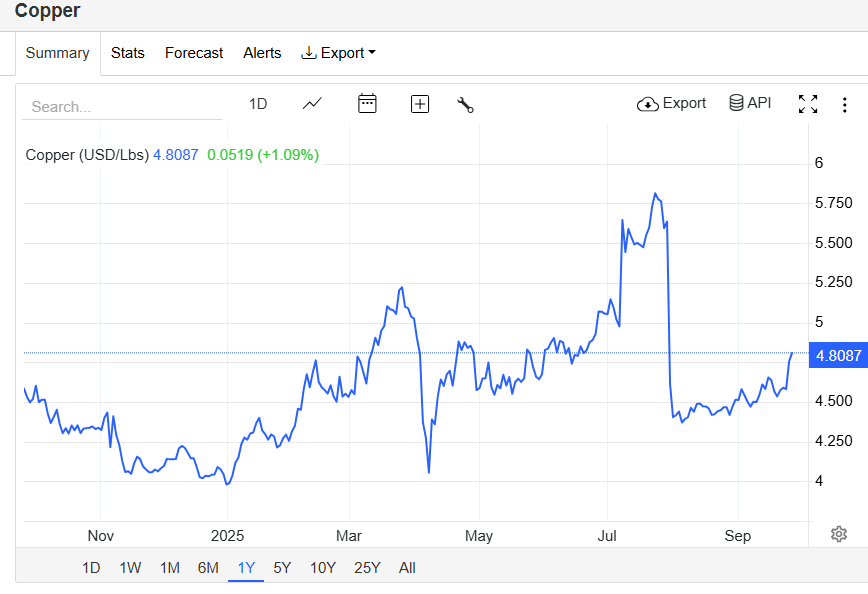 Copper
Summary Stats Forecast Alerts Export
Search... 1D Export API
Copper (USD/Lbs) 4.8087 0.0519 (+1.09%)
6
5.750
5.500
5.250
5
4.8087
4.500
4.250
4
Nov 2025 Mar May Jul Sep
1D 1W 1M 6M 1Y 5Y 10Y 25Y All